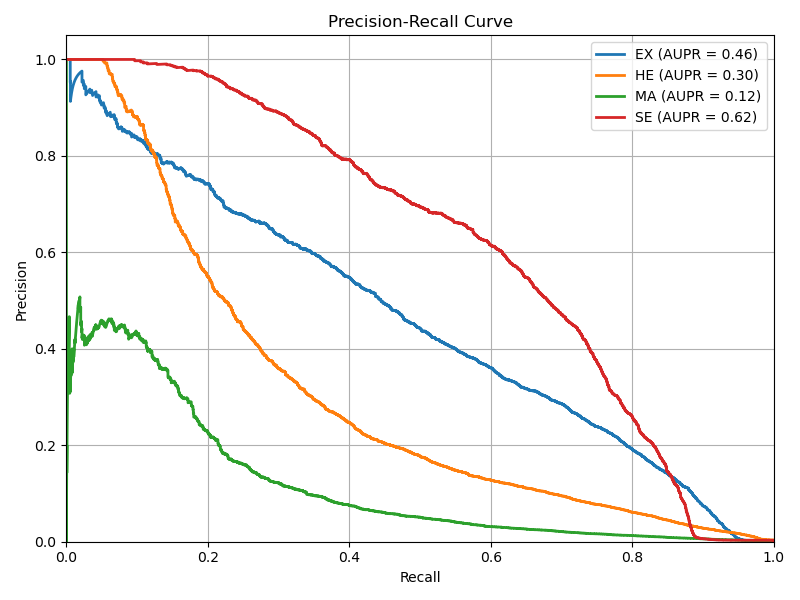 Precision-Recall Curve
EX (AUPR = 0.46)
HE (AUPR = 0.30)
MA (AUPR = 0.12)
SE (AUPR = 0.62)
Precision
1.0
0.8
0.6
0.4
0.2
0.0
0.0 0.2 0.4 0.6 0.8 1.0
Recall